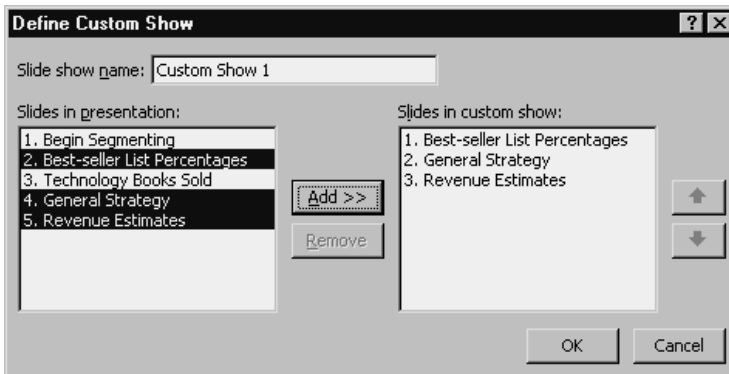 Define Custom Show
Slide show name: Custom Show 1
Slides in presentation:
1. Begin Segmenting
2. Best-seller List Percentages
3. Technology Books Sold
4. General Strategy
5. Revenue Estimates
Add >>
Remove
Slides in custom show:
1. Best-seller List Percentages
2. General Strategy
3. Revenue Estimates
OK
Cancel